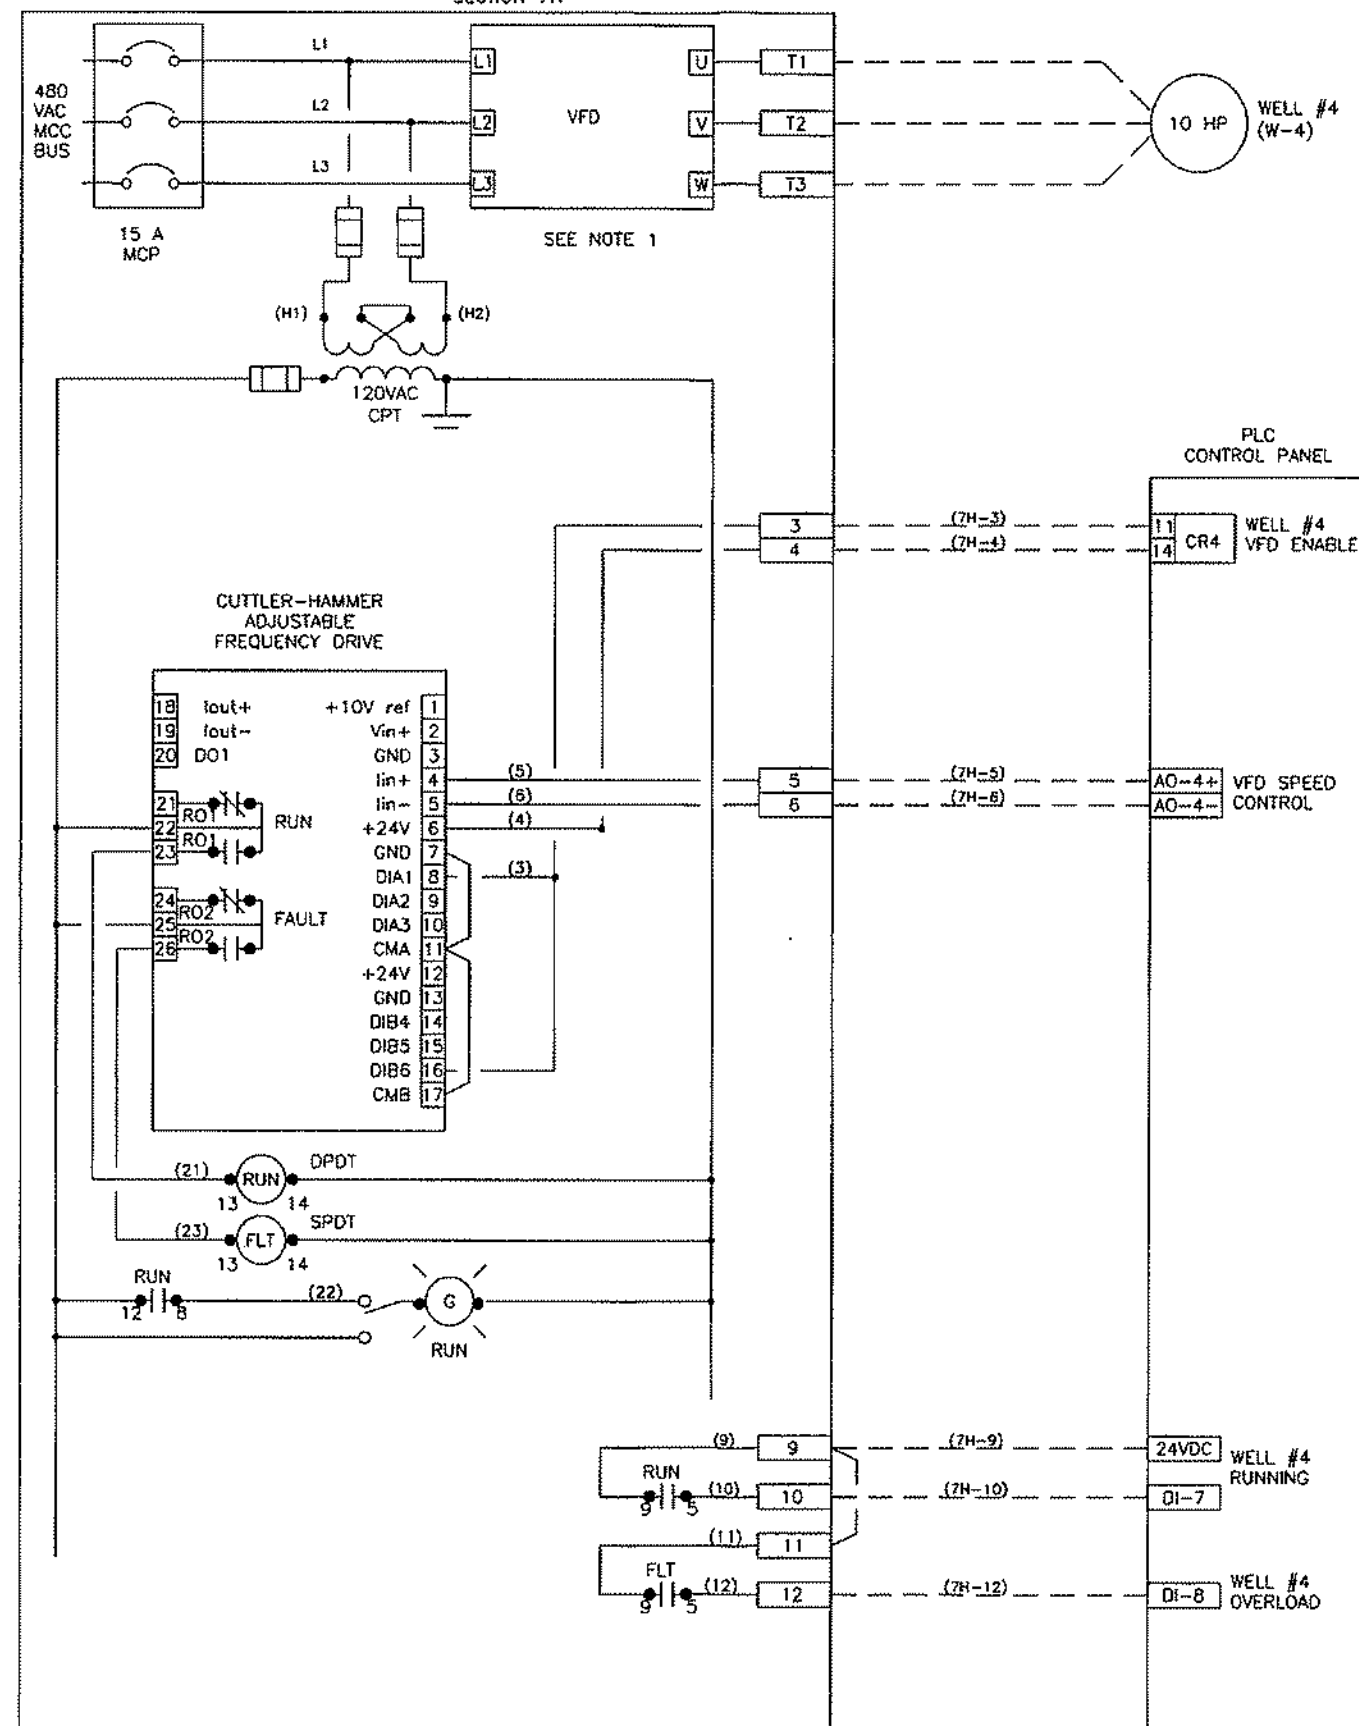 480
VAC
MCC
BUS
L1
L2
L3
15 A
MCP
L1
L2
L3
VFD
U
V
W
SEE NOTE 1
T1
T2
T3
10 HP
WELL #4
(W-4)
(H1)
(H2)
120VAC
CPT
PLC
CONTROL PANEL
3
4
(7H-3)
(7H-4)
11
14
CR4
WELL #4
VFD ENABLE
CUTTLER-HAMMER
ADJUSTABLE
FREQUENCY DRIVE
18 Iout+
19 Iout-
20 DO1
21
RO1
22
RUN
RO1
23
24
RO2
25
FAULT
RO2
26
+10V ref 1
Vin+ 2
GND 3
Iin+ 4
Iin- 5
+24V 6
GND 7
DIA1 8
DIA2 9
DIA3 10
CMA 11
+24V 12
GND 13
DIB4 14
DIB5 15
DIB6 16
CMB 17
(5)
(6)
(4)
(3)
5
6
(7H-5)
(7H-6)
AO-4+
AO-4-
VFD SPEED
CONTROL
(21)
RUN
DPDT
13 14
(23)
FLT
SPDT
13 14
RUN
12 8
(22)
G
RUN
(9)
9
(7H-9)
24VDC
WELL #4
RUNNING
RUN
9 5
(10)
10
(7H-10)
DI-7
(11)
11
FLT
9 5
(12)
12
(7H-12)
DI-8
WELL #4
OVERLOAD